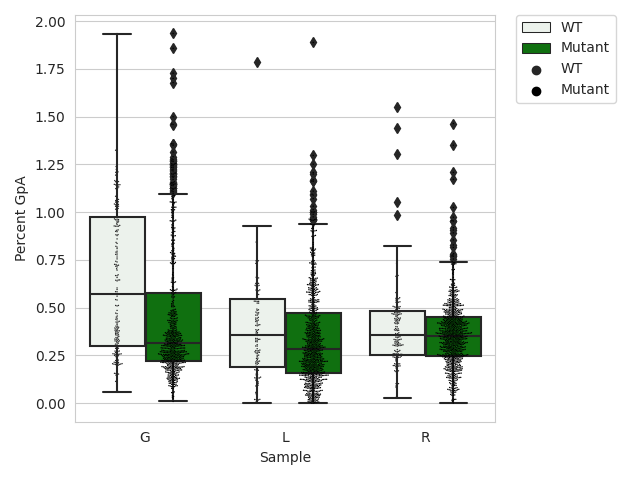 2.00
1.75
1.50
1.25
1.00
0.75
0.50
0.25
0.00
Percent GpA
G L R
Sample
WT
Mutant
WT
Mutant